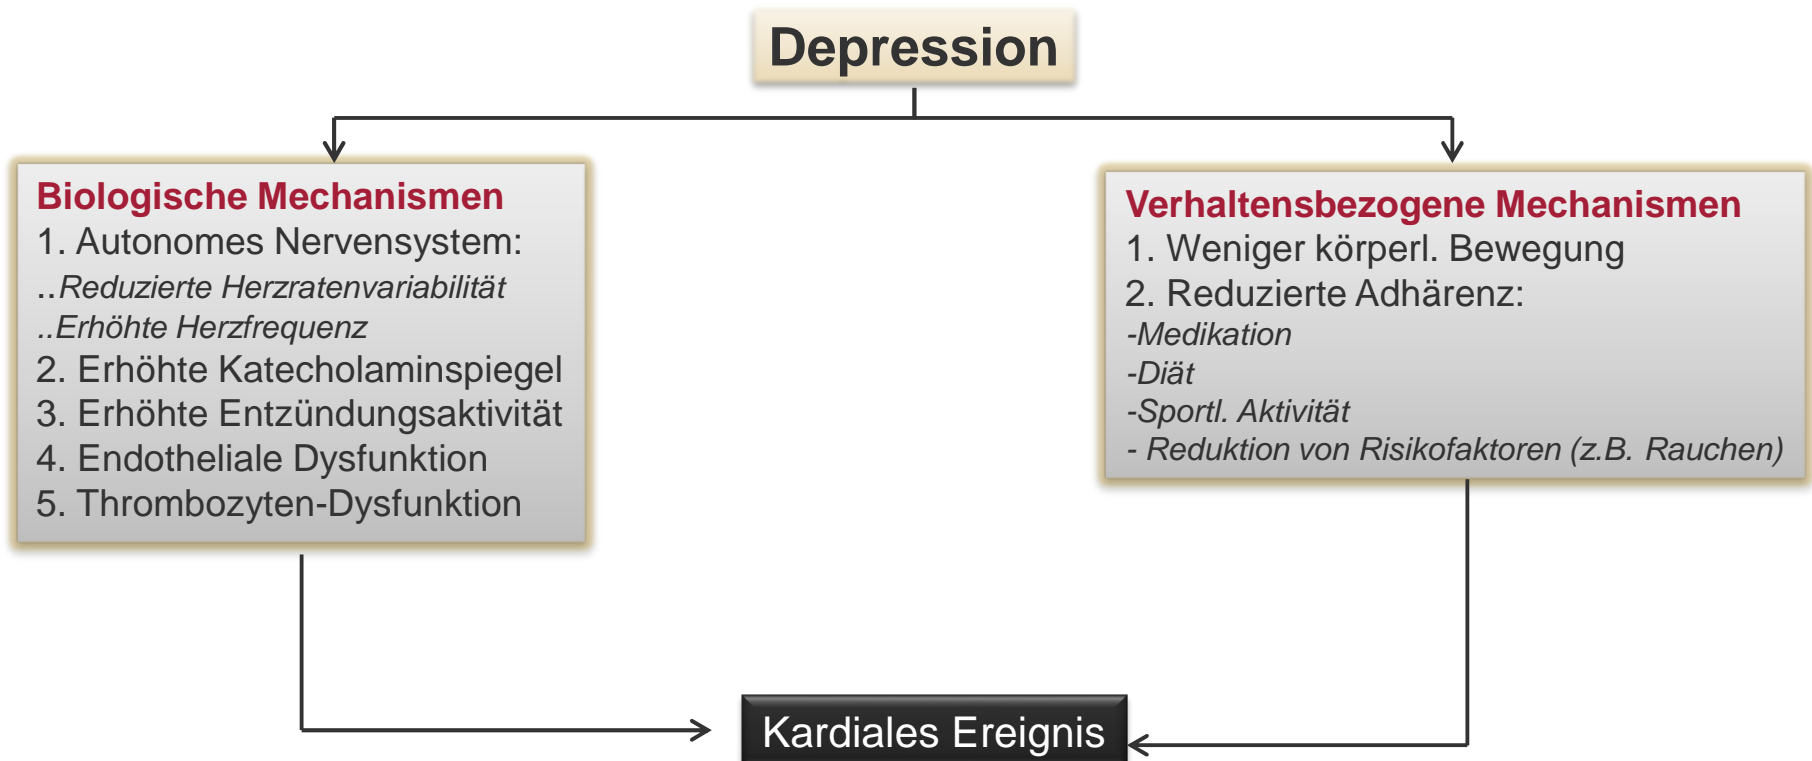 Depression
Biologische Mechanismen
1. Autonomes Nervensystem:
..Reduzierte Herzratenvariabilität
..Erhöhte Herzfrequenz
2. Erhöhte Katecholaminspiegel
3. Erhöhte Entzündungsaktivität
4. Endotheliale Dysfunktion
5. Thrombozyten-Dysfunktion
Verhaltensbezogene Mechanismen
1. Weniger körperl. Bewegung
2. Reduzierte Adhärenz:
-Medikation
-Diät
-Sportl. Aktivität
- Reduktion von Risikofaktoren (z.B. Rauchen)
Kardiales Ereignis